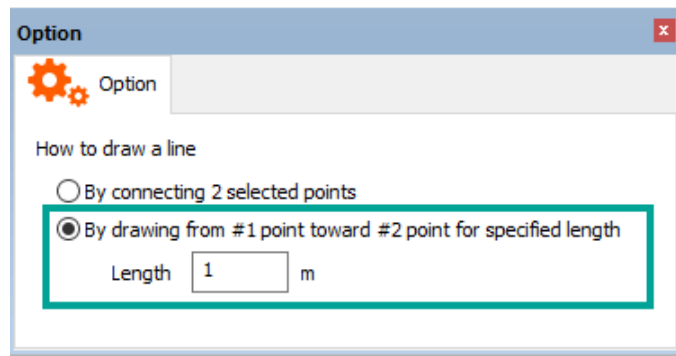 Option
Option
How to draw a line
By connecting 2 selected points
By drawing from #1 point toward #2 point for specified length
Length 1 m